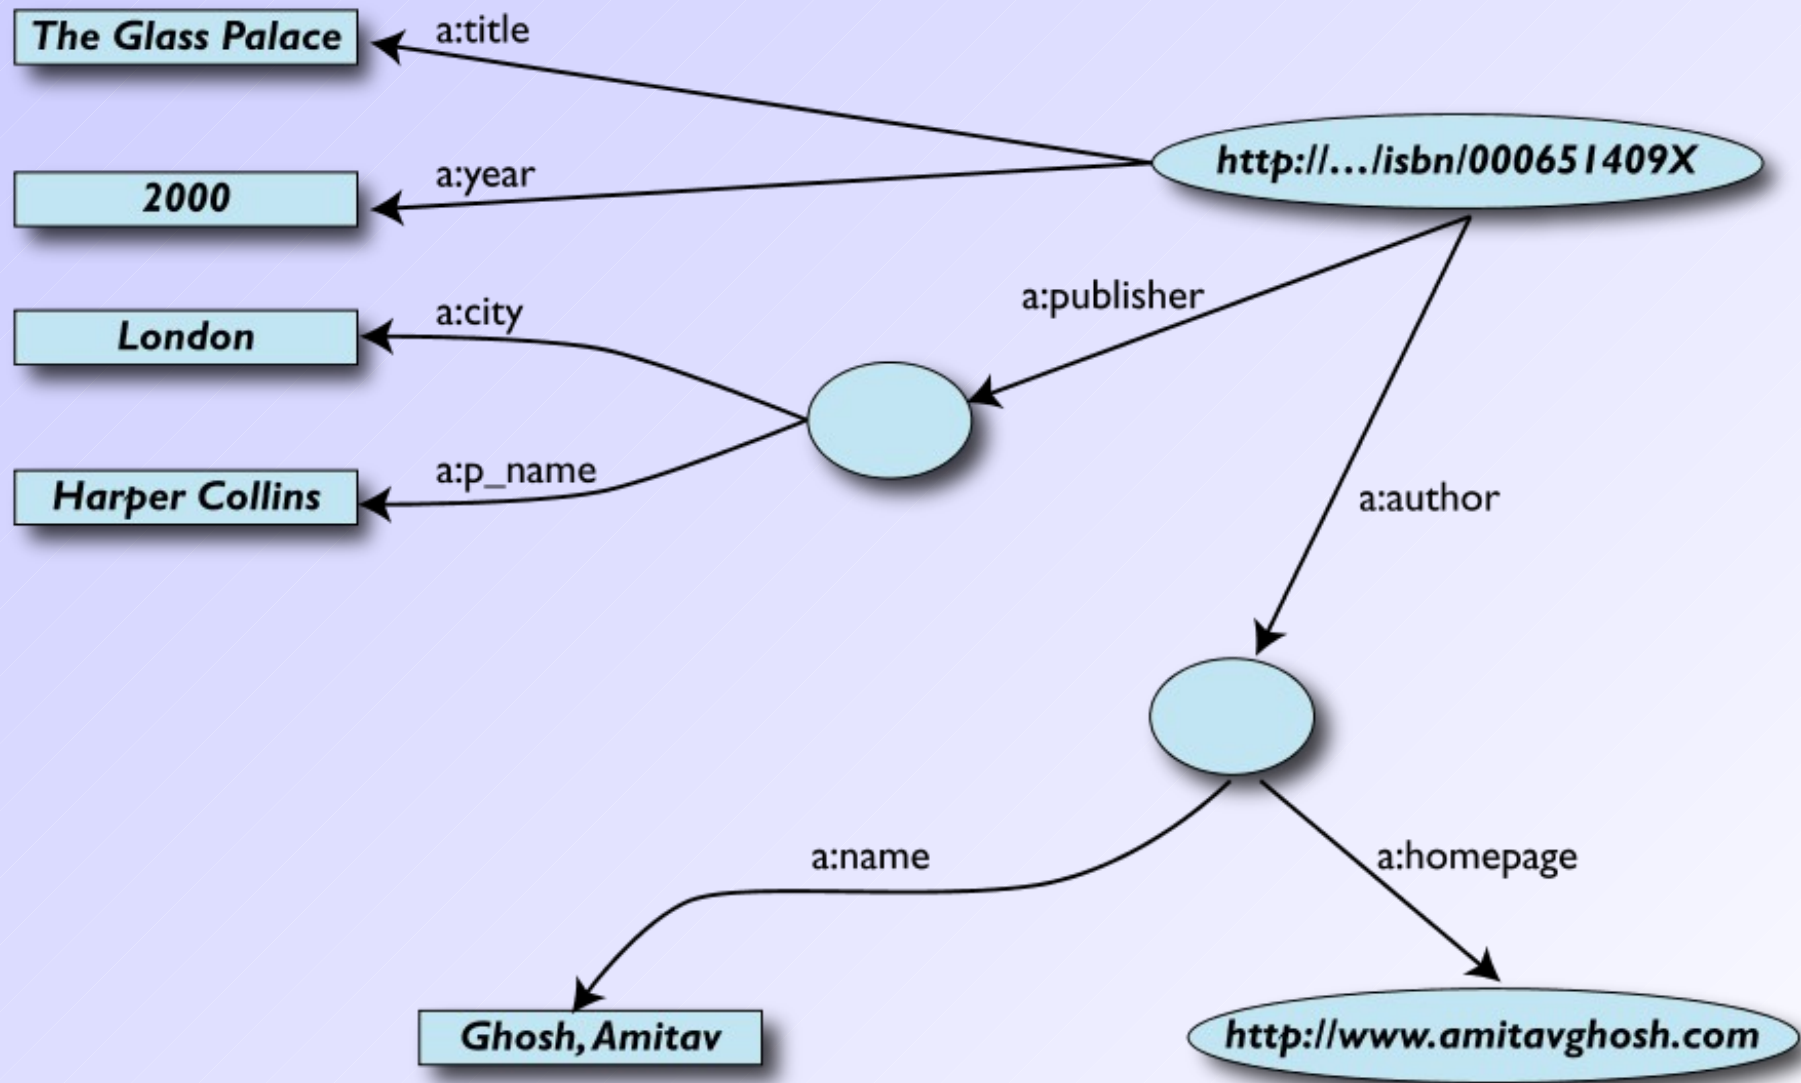 The Glass Palace
a:title
http://…/isbn/000651409X
a:year
2000
a:publisher
a:city
London
a:p_name
Harper Collins
a:author
a:name
a:homepage
Ghosh, Amitav
http://www.amitavghosh.com